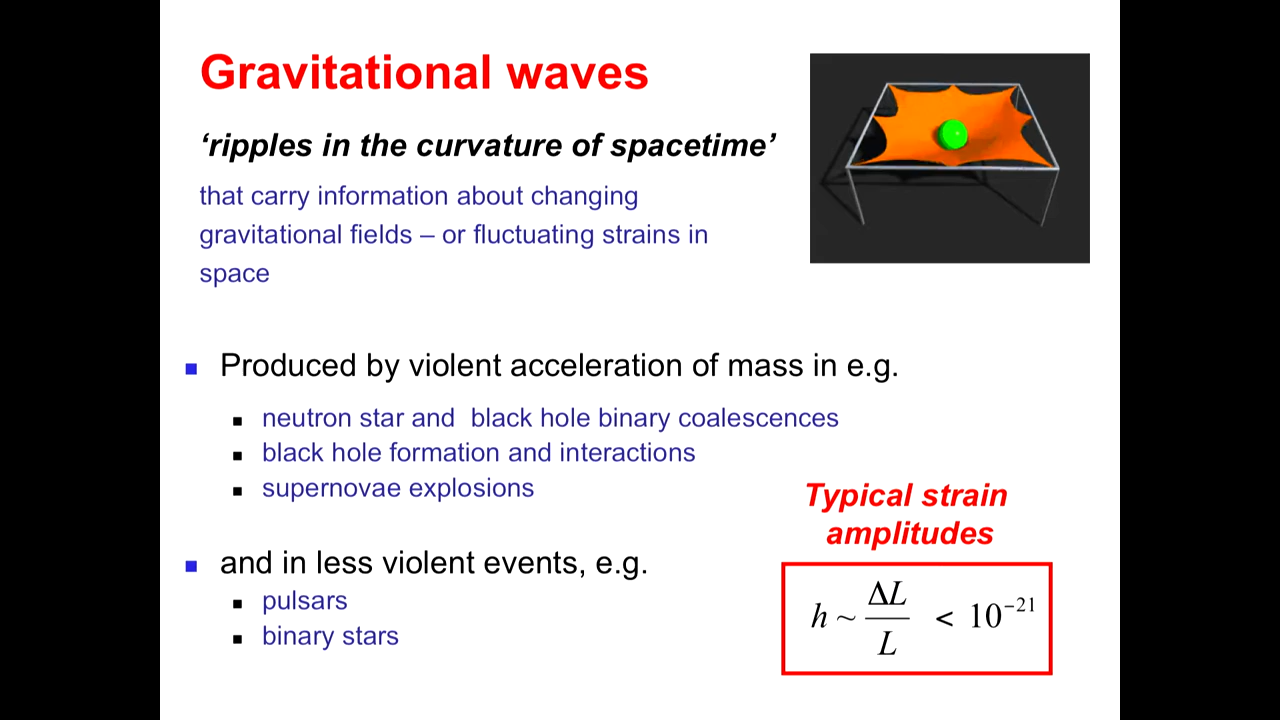 Gravitational waves
‘ripples in the curvature of spacetime’
that carry information about changing
gravitational fields – or fluctuating strains in
space
Produced by violent acceleration of mass in e.g.
neutron star and  black hole binary coalescences
black hole formation and interactions
supernovae explosions
and in less violent events, e.g.
pulsars
binary stars
Typical strain
amplitudes
h ~ ΔL/L < 10⁻²¹